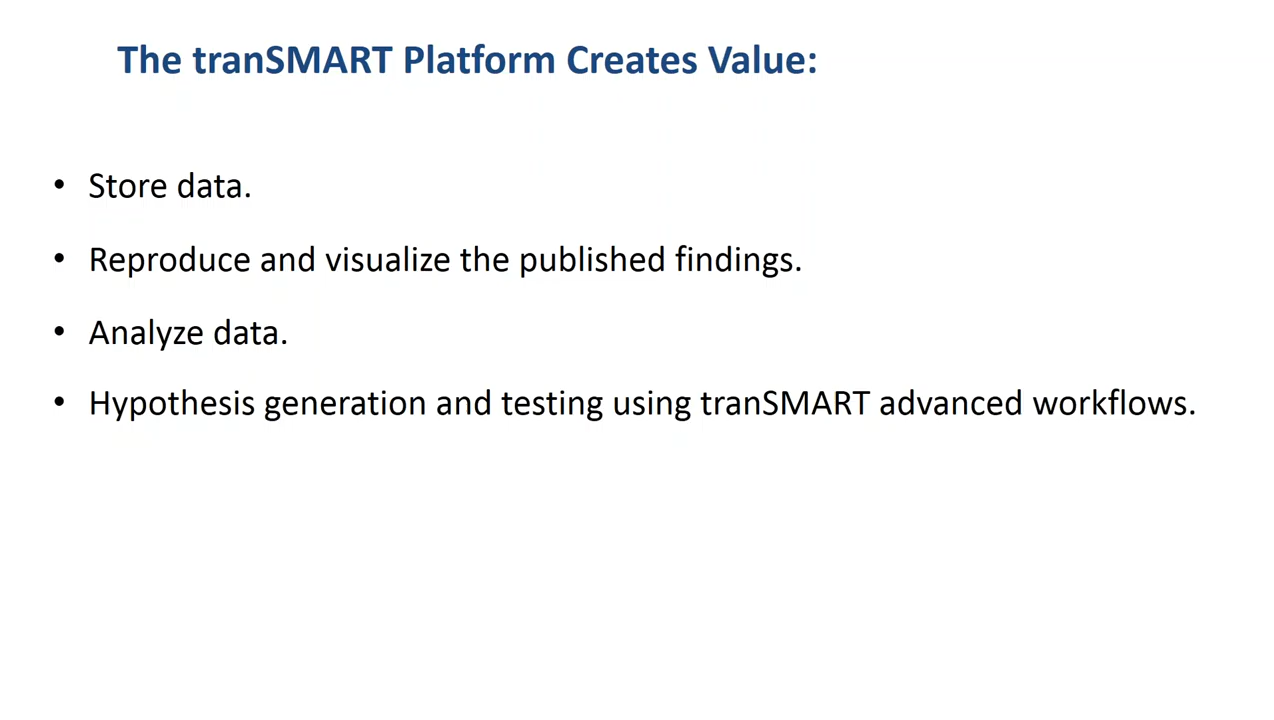 The tranSMART Platform Creates Value:
• Store data.
• Reproduce and visualize the published findings.
• Analyze data.
• Hypothesis generation and testing using tranSMART advanced workflows.